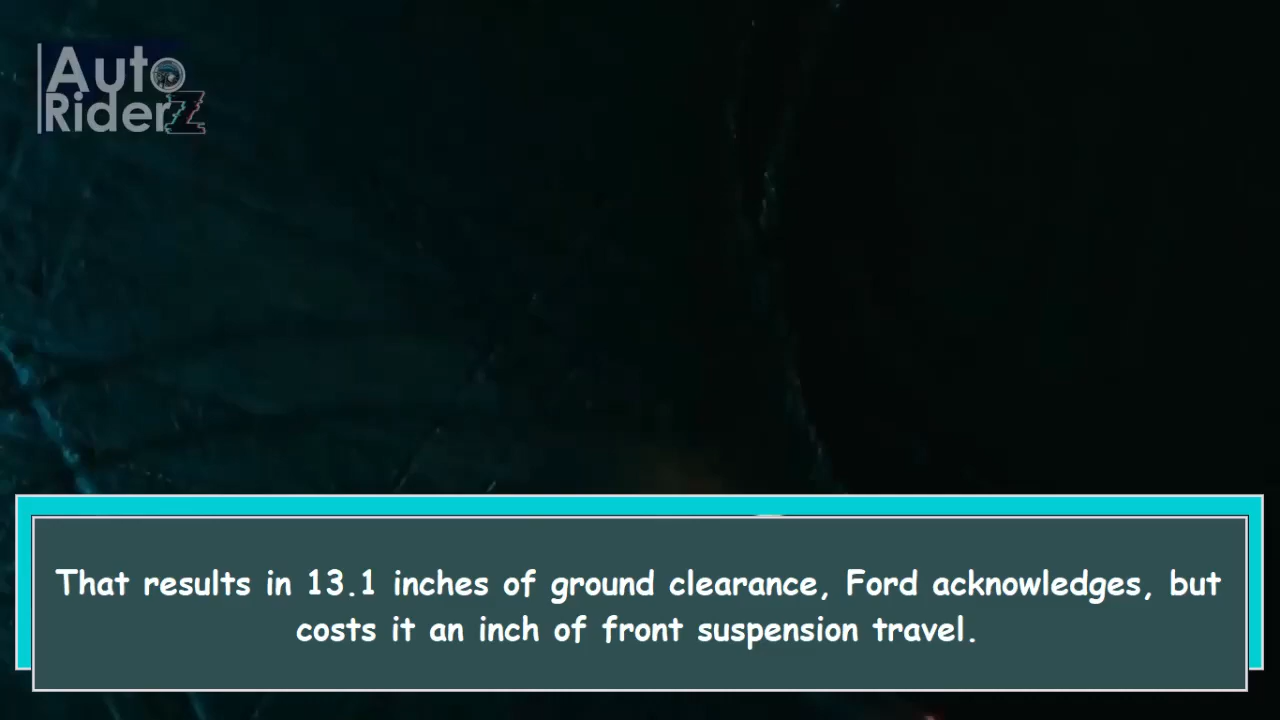 Auto
RiderZ
That results in 13.1 inches of ground clearance, Ford acknowledges, but
costs it an inch of front suspension travel.